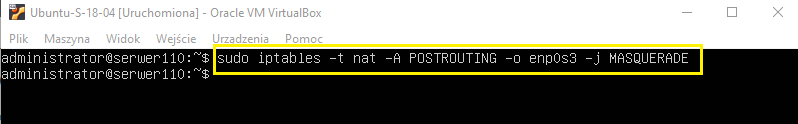 Ubuntu-S-18-04 [Uruchomiona] - Oracle VM VirtualBox
Plik Maszyna Widok Wejście Urządzenia Pomoc
administrator@serwer110:~$ sudo iptables -t nat -A POSTROUTING -o enp0s3 -j MASQUERADE
administrator@serwer110:~$